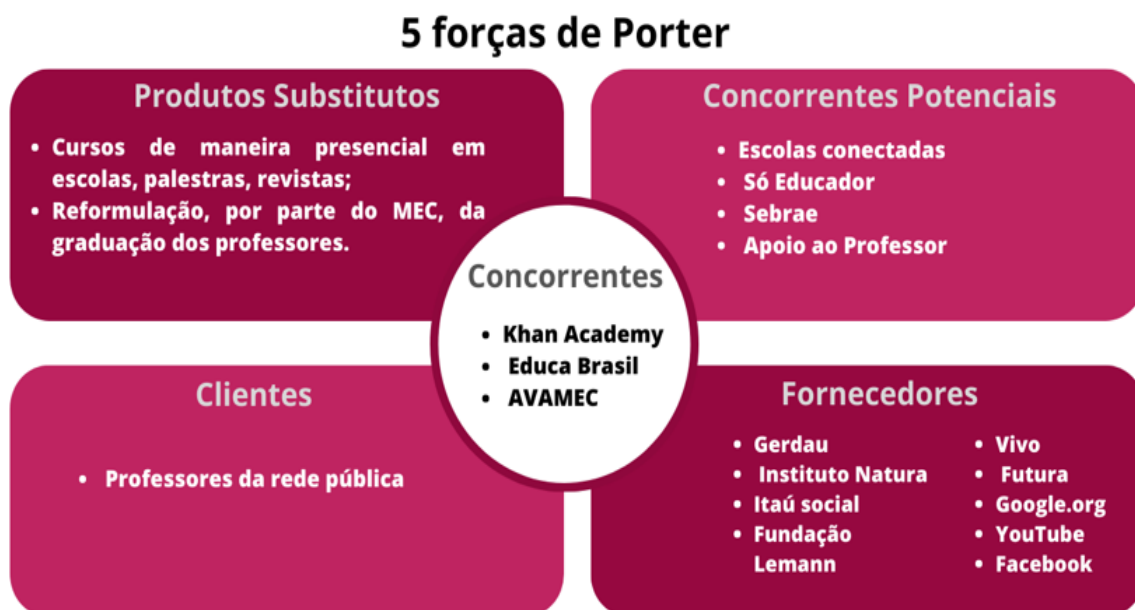 5 forças de Porter
Produtos Substitutos
• Cursos de maneira presencial em
escolas, palestras, revistas;
• Reformulação, por parte do MEC, da
graduação dos professores.
Concorrentes Potenciais
• Escolas conectadas
• Só Educador
• Sebrae
• Apoio ao Professor
Concorrentes
• Khan Academy
• Educa Brasil
• AVAMEC
Clientes
• Professores da rede pública
Fornecedores
• Gerdau
• Instituto Natura
• Itaú social
• Fundação
Lemann
• Vivo
• Futura
• Google.org
• YouTube
• Facebook